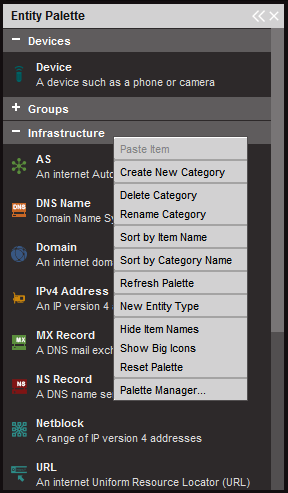 Entity Palette
Devices
Device
A device such as a phone or camera
Groups
Infrastructure
AS
An internet Auto
DNS
DNS Name
Domain Name Sy
Domain
An internet dom
IPv4 Address
An IP version 4
MX
MX Record
A DNS mail exch
NS
NS Record
A DNS name se
Netblock
A range of IP version 4 addresses
URL
An internet Uniform Resource Locator (URL)
Paste Item
Create New Category
Delete Category
Rename Category
Sort by Item Name
Sort by Category Name
Refresh Palette
New Entity Type
Hide Item Names
Show Big Icons
Reset Palette
Palette Manager...